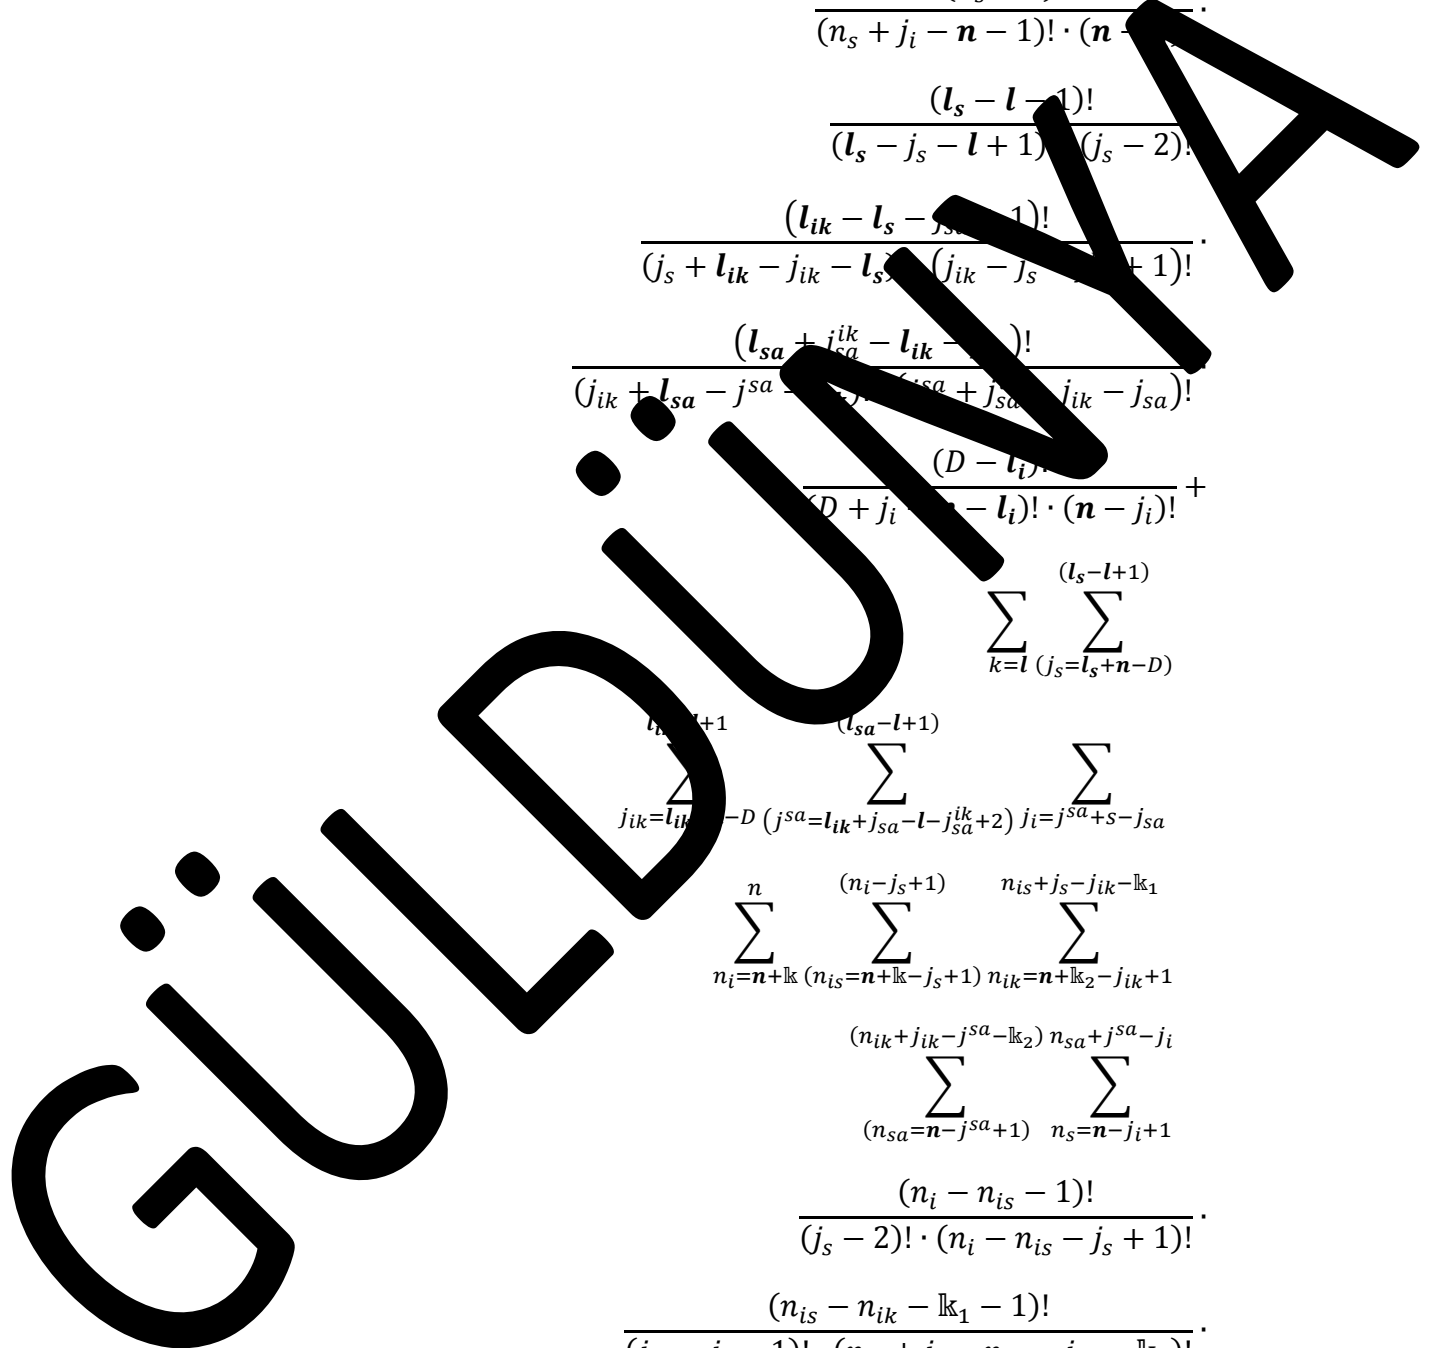 (n_s + j_i − n − 1)! · (n −
(l_s − l − 1)!
(l_s − j_s − l + 1) (j_s − 2)!
(l_ik − l_s − 1)! ·
(j_s + l_ik − j_ik − l_s) (j_ik − j_s + 1)!
(l_sa + j_sa^ik − l_ik − )!
(j_ik + l_sa − j^sa − j_ik − j_sa)!
(D − l_i)!
(D + j_i − l_i)! · (n − j_i)! +
(l_s−l+1)
∑ ∑
k=l (j_s=l_s+n−D)
+1 (l_sa−l+1)
∑ ∑ ∑
j_ik=l_ik −D (j^sa=l_ik+j_sa−l−j_sa^ik+2) j_i=j^sa+s−j_sa
n (n_i−j_s+1) n_is+j_s−j_ik−𝕜_1
∑ ∑ ∑
n_i=n+𝕜 (n_is=n+𝕜−j_s+1) n_ik=n+𝕜_2−j_ik+1
(n_ik+j_ik−j^sa−𝕜_2) n_sa+j^sa−j_i
∑ ∑
(n_sa=n−j^sa+1) n_s=n−j_i+1
(n_i − n_is − 1)! ·
(j_s − 2)! · (n_i − n_is − j_s + 1)!
(n_is − n_ik − 𝕜_1 − 1)! ·
GÜLDÜNYA